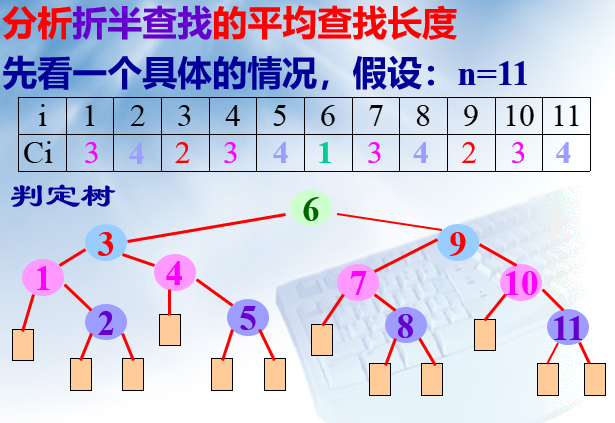 分析折半查找的平均查找长度
先看一个具体的情况，假设：n=11
i 1 2 3 4 5 6 7 8 9 10 11
Ci 3 4 2 3 4 1 3 4 2 3 4
判定树
6
3 9
1 4 7 10
2 5 8 11